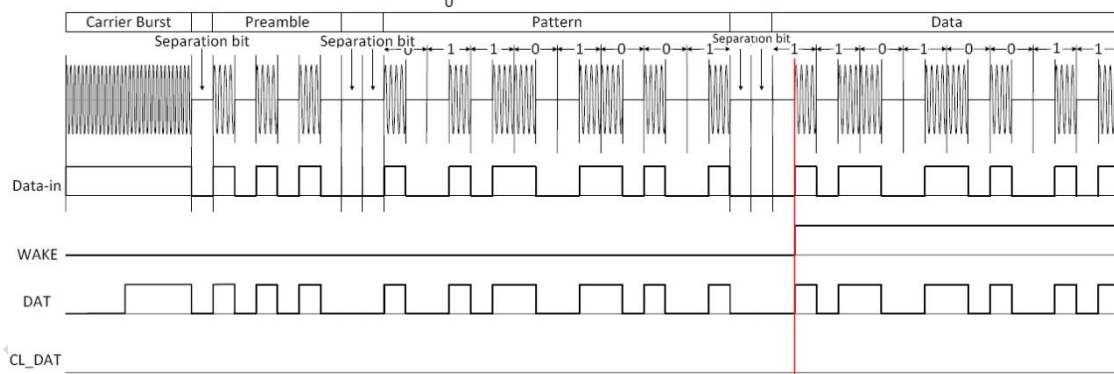 0
Carrier Burst Preamble Pattern Data
Separation bit Separation bit Separation bit
0 1 1 0 1 0 0 1 1 1 0 1 0 0 1 1
Data-in
WAKE
DAT
CL_DAT